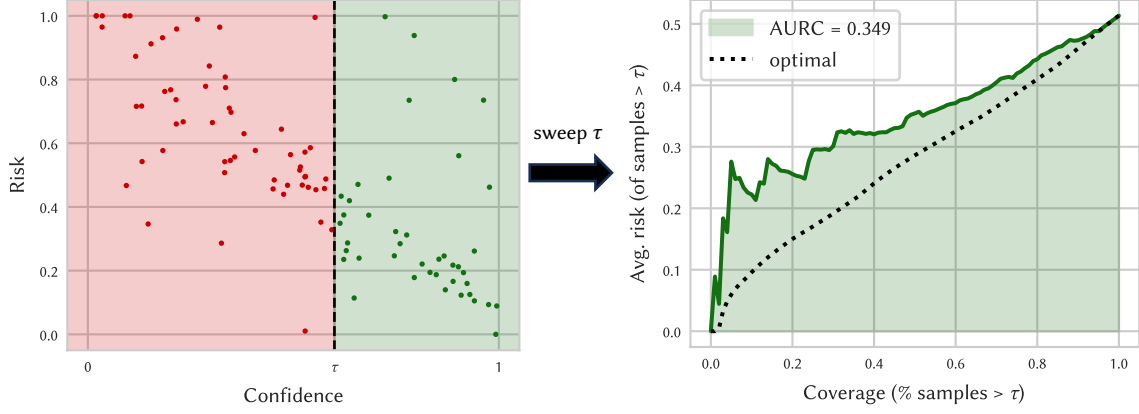 1.0
0.8
0.6
0.4
0.2
0.0
Risk
0
τ
1
Confidence
sweep τ
0.5
0.4
0.3
0.2
0.1
0.0
Avg. risk (of samples > τ)
AURC = 0.349
optimal
0.0
0.2
0.4
0.6
0.8
1.0
Coverage (% samples > τ)